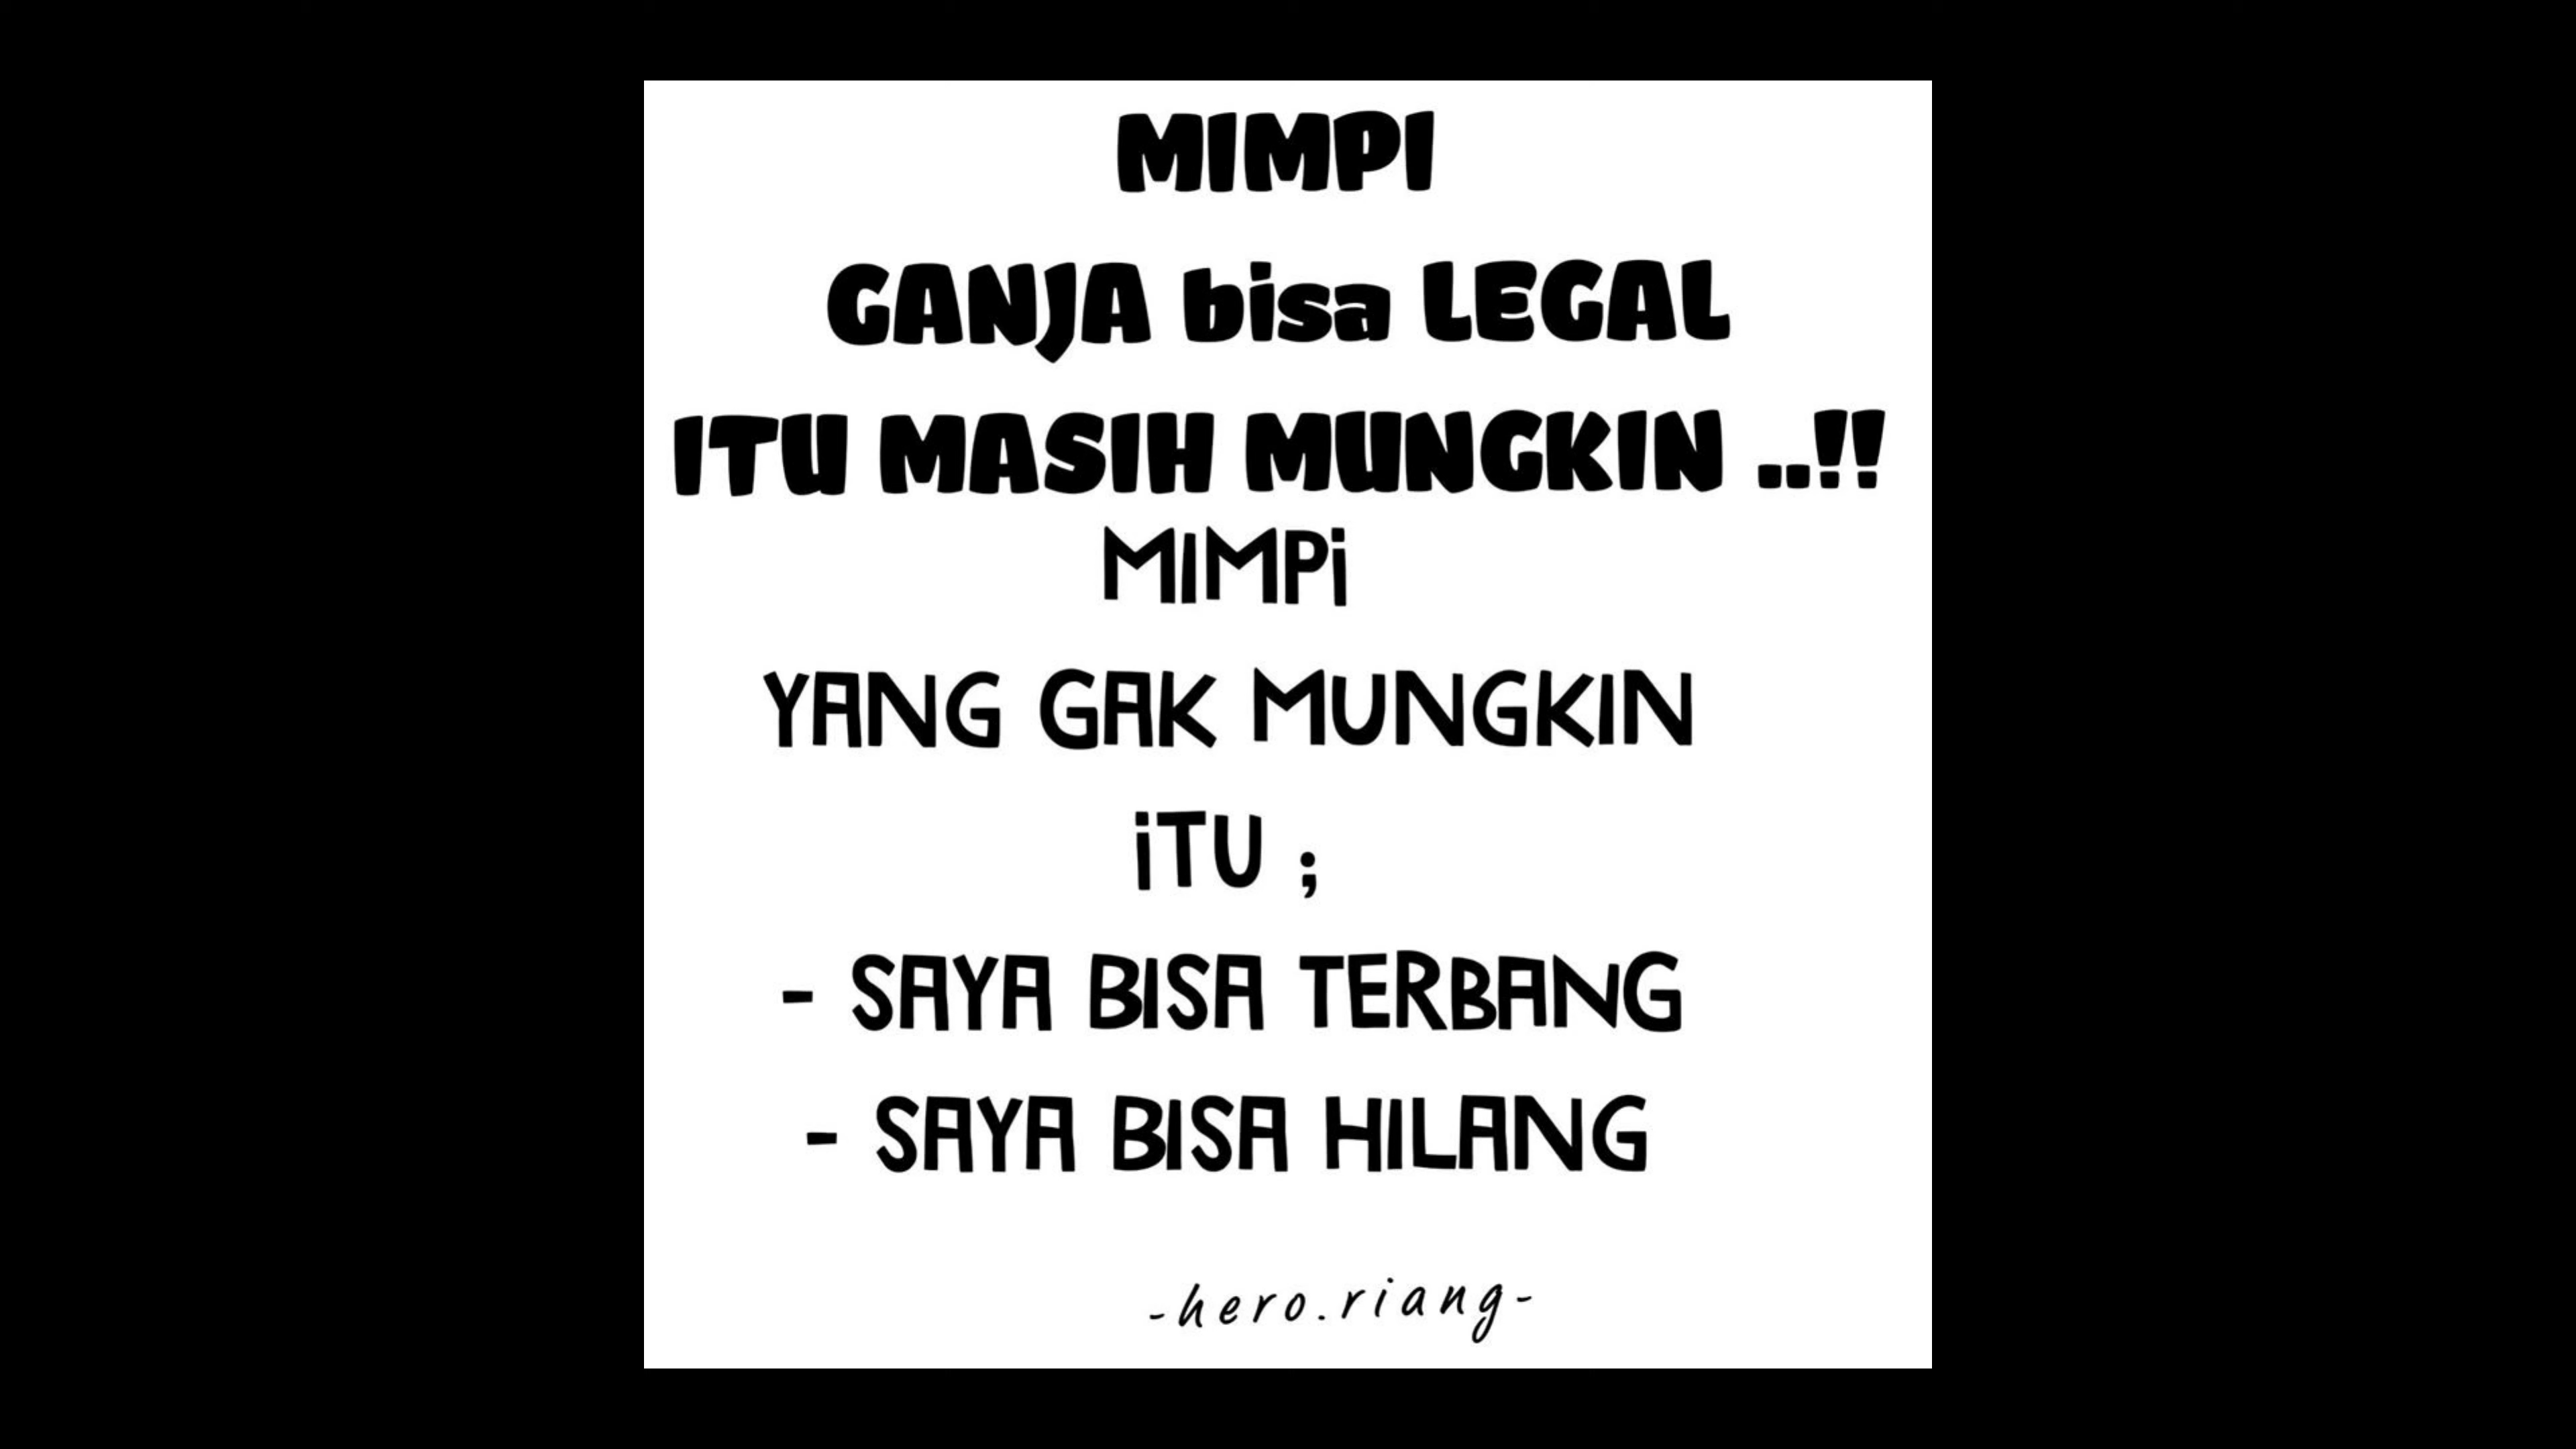 MIMPI
GANJA bisa LEGAL
ITU MASIH MUNGKIN ..!!
MIMPi
YANG GAK MUNGKIN
iTU ;
- SAYA BISA TERBANG
- SAYA BISA HILANG
-hero.riang-